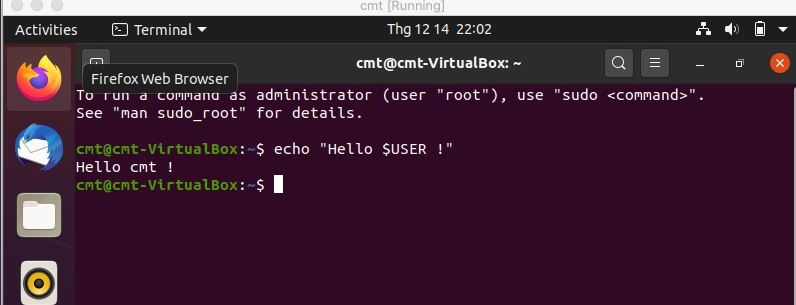 cmt [Running]
Activities
Terminal
Thg 12 14 22:02
cmt@cmt-VirtualBox: ~
Firefox Web Browser
To run a command as administrator (user "root"), use "sudo <command>".
See "man sudo_root" for details.
cmt@cmt-VirtualBox:~$ echo "Hello $USER !"
Hello cmt !
cmt@cmt-VirtualBox:~$